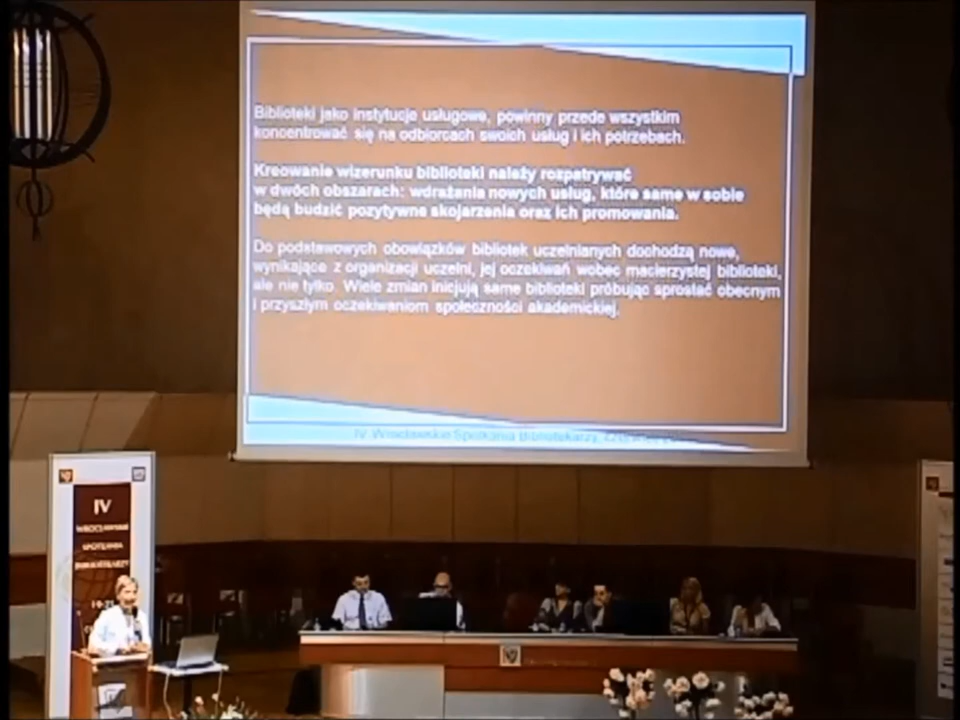 Biblioteki jako instytucje usługowe, powinny przede wszystkim
koncentrować się na odbiorcach swoich usług i ich potrzebach.
Kreowanie wizerunku biblioteki należy rozpatrywać
w dwóch obszarach: wdrażania nowych usług, które same w sobie
będą budzić pozytywne skojarzenia oraz ich promowania.
Do podstawowych obowiązków bibliotek uczelnianych dochodzą nowe,
wynikające z organizacji uczelni, jej oczekiwań wobec macierzystej biblioteki,
ale nie tylko. Wiele zmian inicjują same biblioteki próbując sprostać obecnym
i przyszłym oczekiwaniom społeczności akademickiej.
IV Wrocławskie Spotkania Bibliotekarzy,
IV
WROCŁAWSKIE
SPOTKANIA
BIBLIOTEKARZY